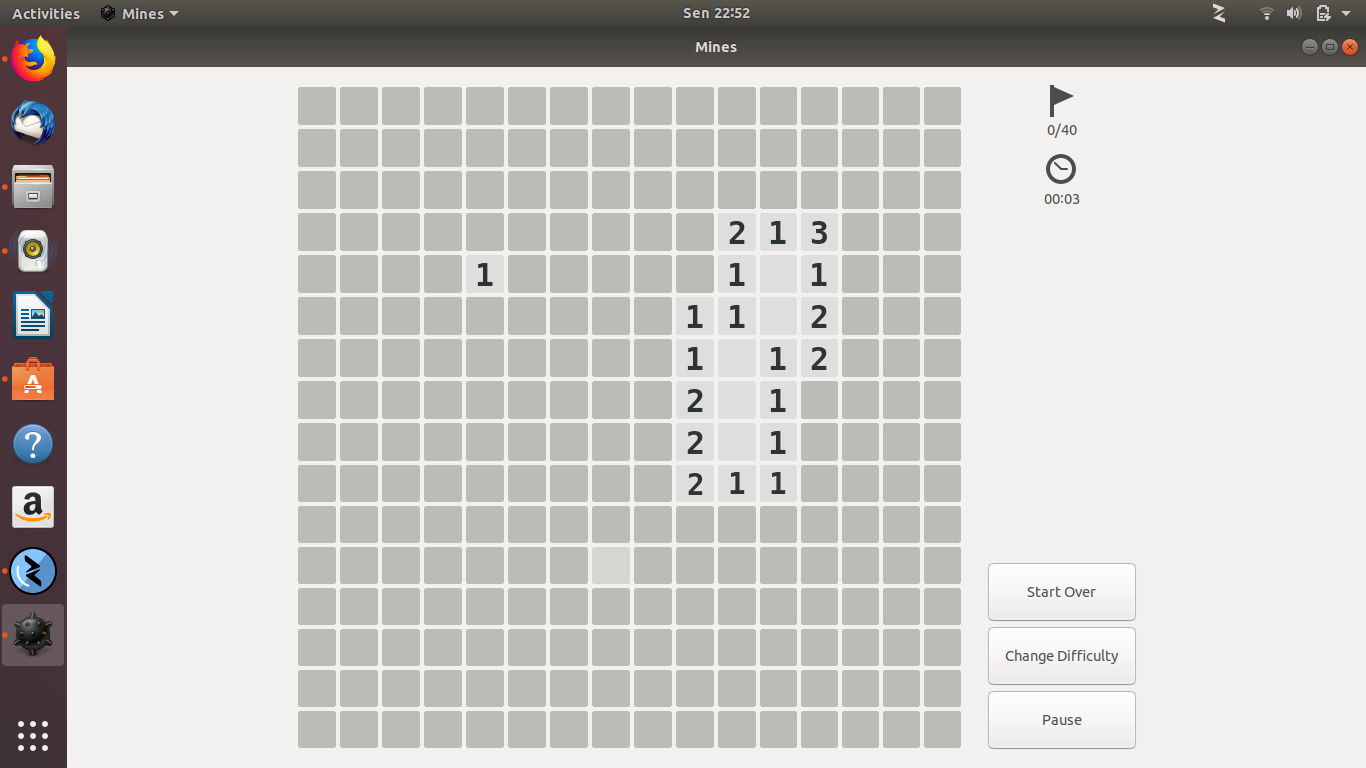 Activities Mines Sen 22:52
Mines
0/40
00:03
2 1 3
1 1 1
1 1 2
1 1 2
2 1
2 1
2 1 1
Start Over
Change Difficulty
Pause